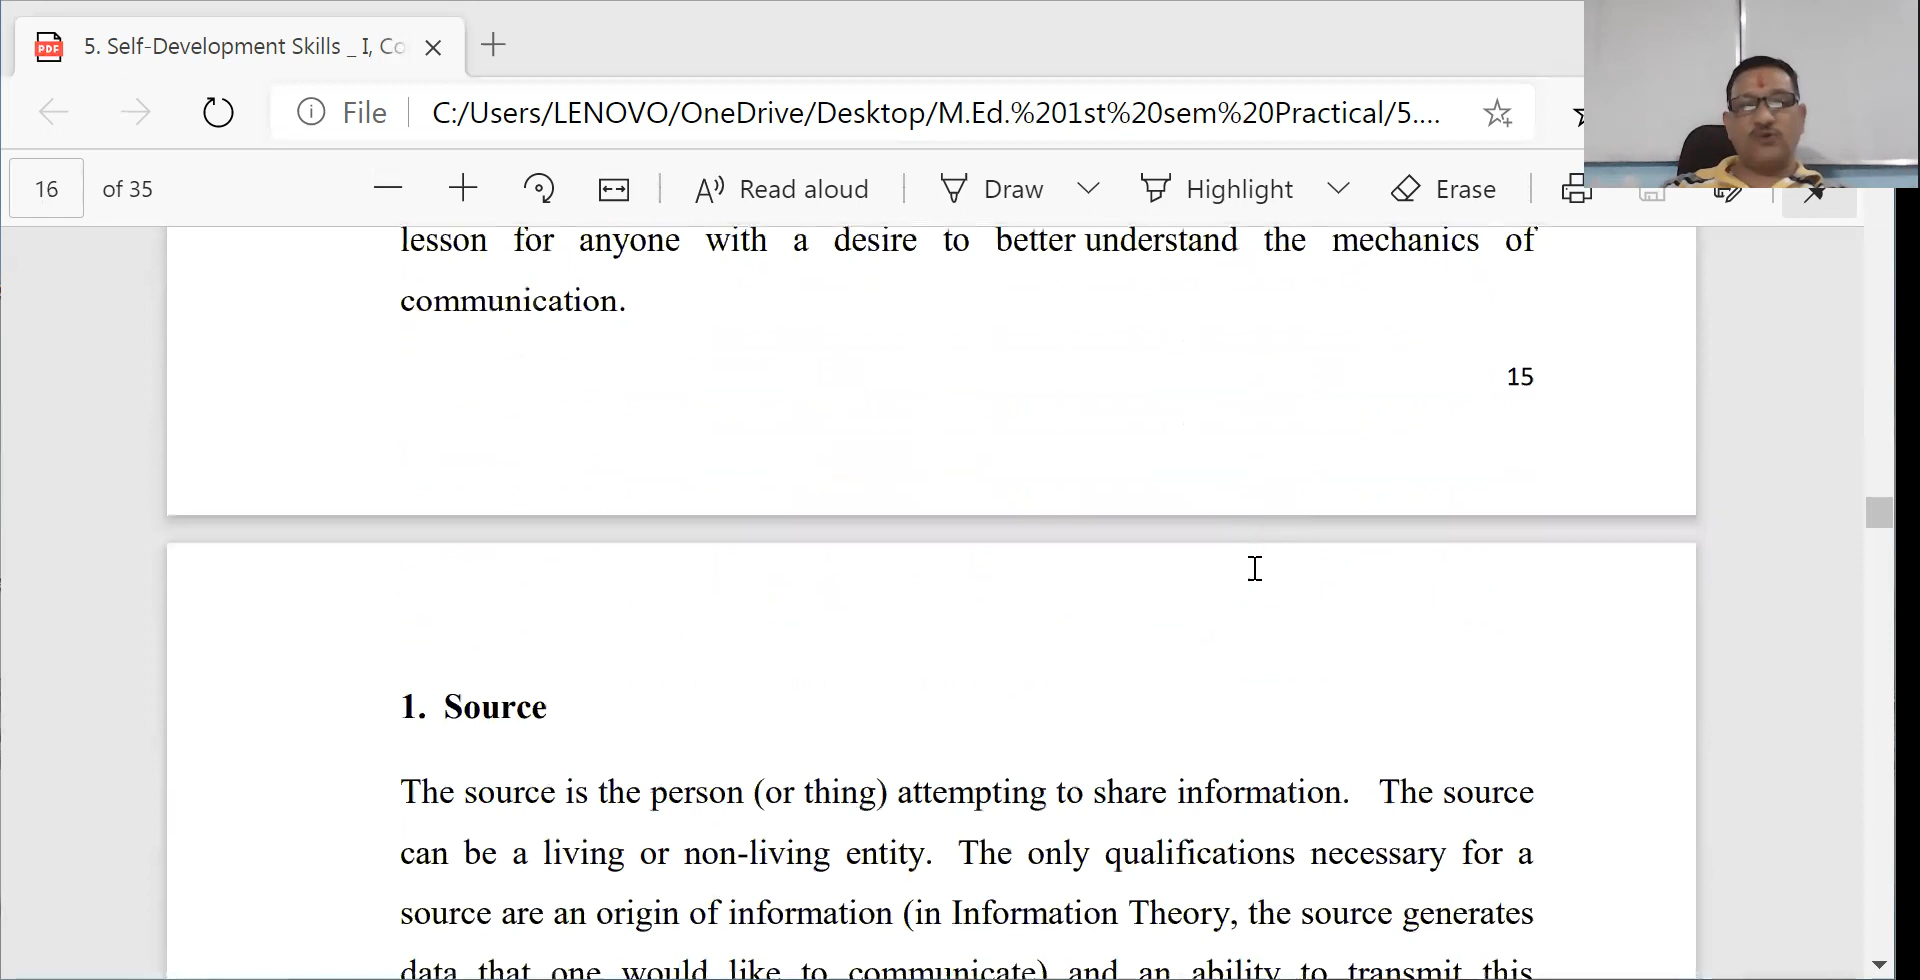 PDF 5. Self-Development Skills _ I, Co
File C:/Users/LENOVO/OneDrive/Desktop/M.Ed.%201st%20sem%20Practical/5....
16 of 35 Read aloud Draw Highlight Erase
lesson for anyone with a desire to better understand the mechanics of
communication.
15
1. Source
The source is the person (or thing) attempting to share information. The source
can be a living or non-living entity. The only qualifications necessary for a
source are an origin of information (in Information Theory, the source generates
data that one would like to communicate) and an ability to transmit this